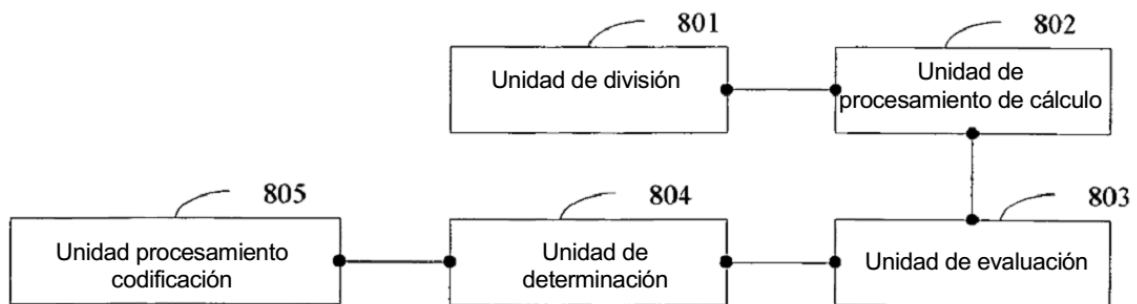 801
Unidad de división
802
Unidad de
procesamiento de cálculo
805
Unidad procesamiento
codificación
804
Unidad de
determinación
803
Unidad de evaluación